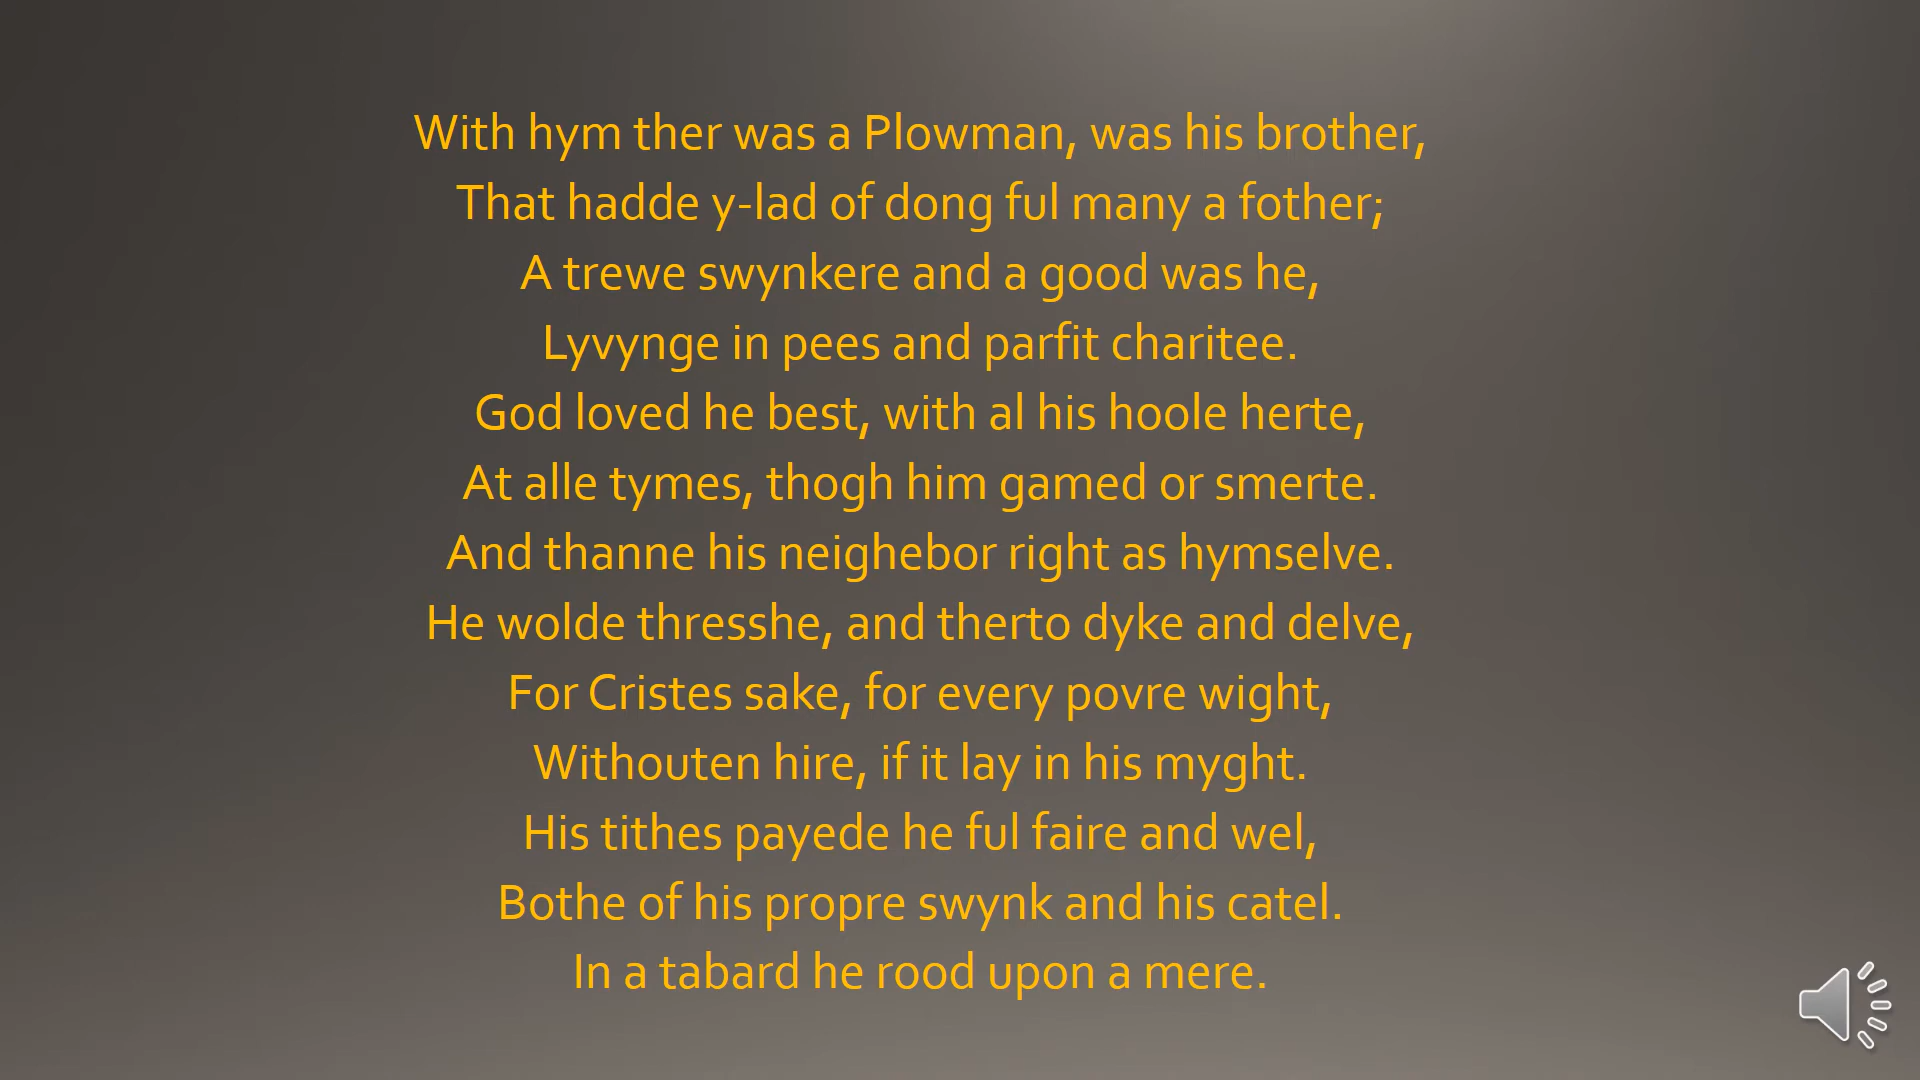 With hym ther was a Plowman, was his brother,
That hadde y-lad of dong ful many a fother;
A trewe swynkere and a good was he,
Lyvynge in pees and parfit charitee.
God loved he best, with al his hoole herte,
At alle tymes, thogh him gamed or smerte.
And thanne his neighebor right as hymselve.
He wolde thresshe, and therto dyke and delve,
For Cristes sake, for every povre wight,
Withouten hire, if it lay in his myght.
His tithes payede he ful faire and wel,
Bothe of his propre swynk and his catel.
In a tabard he rood upon a mere.